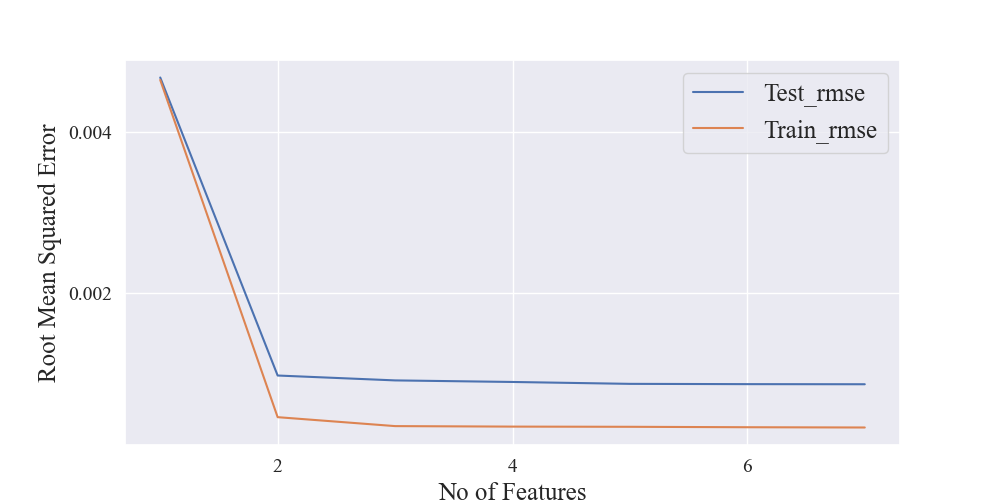 Test_rmse
Train_rmse
Root Mean Squared Error
0.004
0.002
2
4
6
No of Features